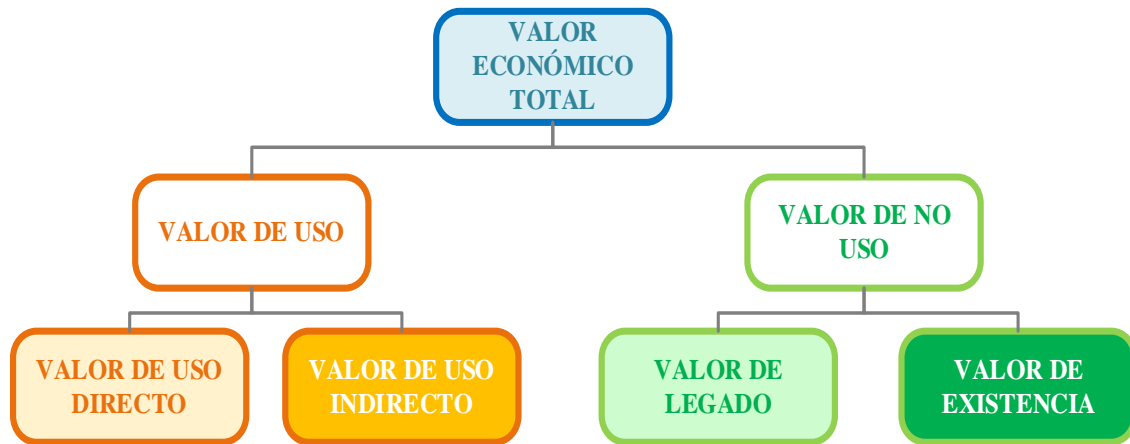 VALOR
ECONÓMICO
TOTAL
VALOR DE USO
VALOR DE NO
USO
VALOR DE USO
DIRECTO
VALOR DE USO
INDIRECTO
VALOR DE
LEGADO
VALOR DE
EXISTENCIA